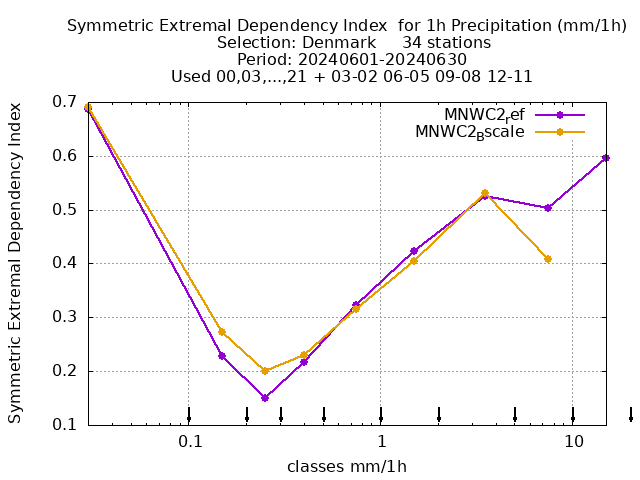 Symmetric Extremal Dependency Index  for 1h Precipitation (mm/1h)
Selection: Denmark     34 stations
Period: 20240601-20240630
Used 00,03,...,21 + 03-02 06-05 09-08 12-11
MNWC2ref
MNWC2Bscale
Symmetric Extremal Dependency Index
0.7
0.6
0.5
0.4
0.3
0.2
0.1
0.1 1 10
classes mm/1h